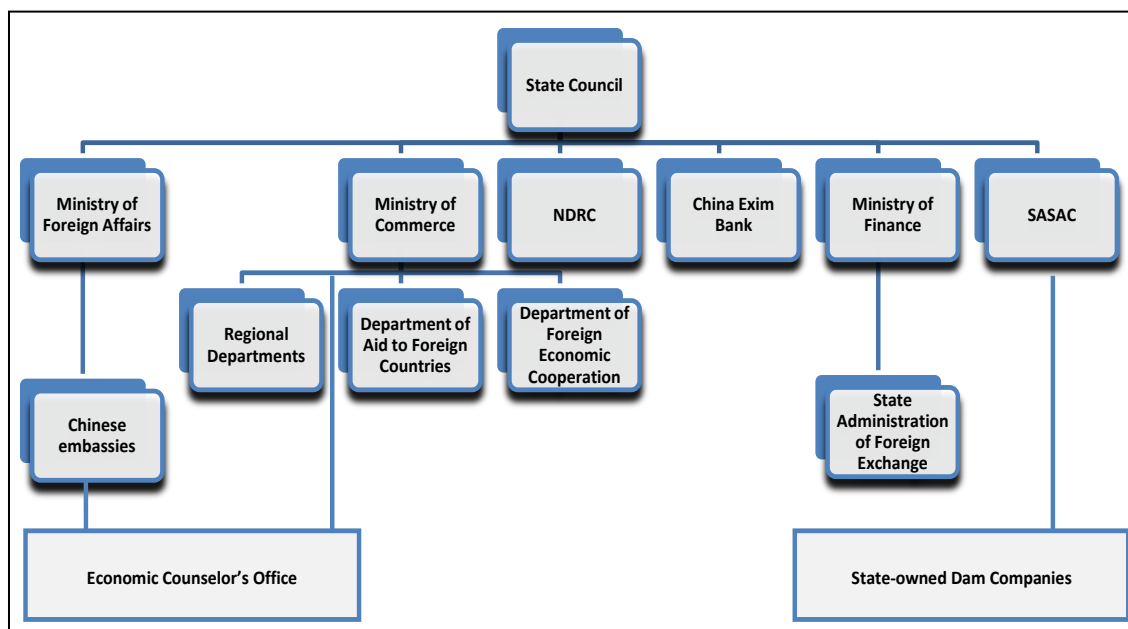 State Council
Ministry of
Foreign Affairs
Ministry of
Commerce
NDRC
China Exim
Bank
Ministry of
Finance
SASAC
Regional
Departments
Department of
Aid to Foreign
Countries
Department of
Foreign
Economic
Cooperation
Chinese
embassies
State
Administration
of Foreign
Exchange
Economic Counselor’s Office
State-owned Dam Companies